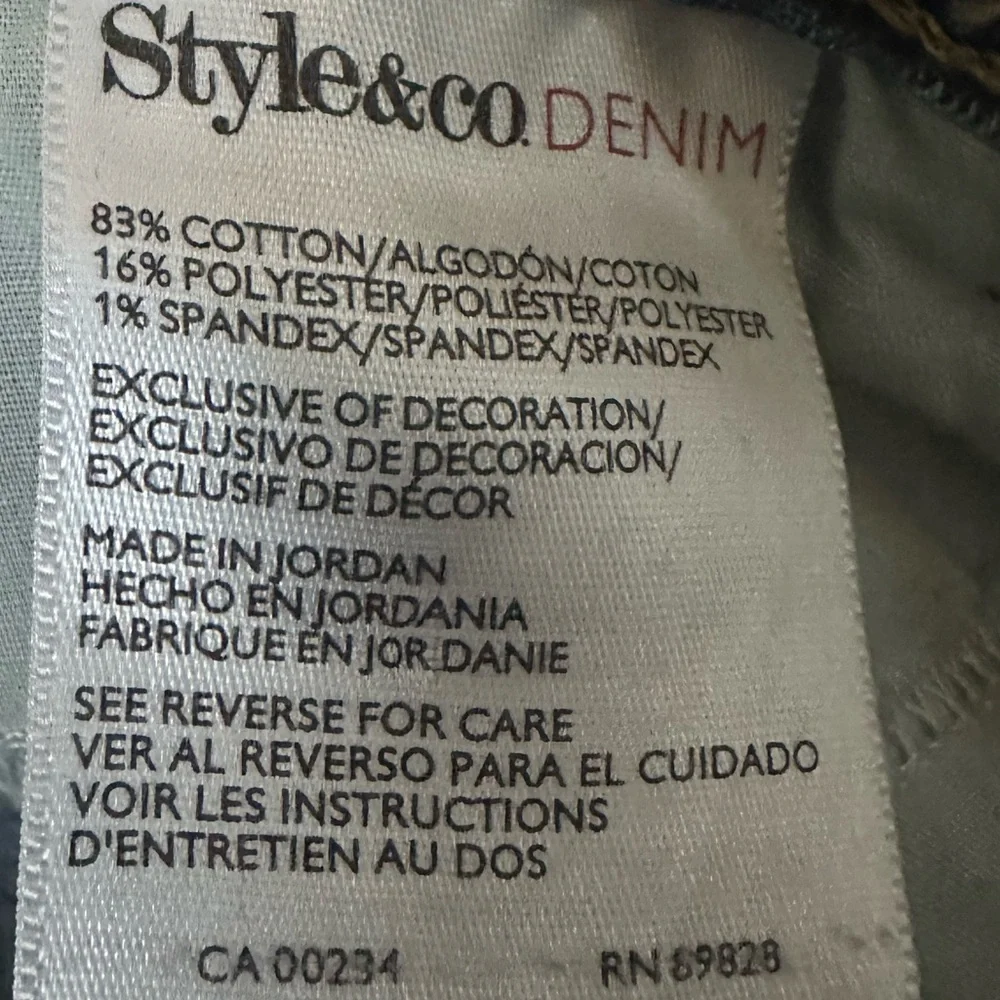 Style&co. DENIM
83% COTTON/ALGODÓN/COTON
16% POLYESTER/POLIÉSTER/POLYESTER
1% SPANDEX/SPANDEX/SPANDEX
EXCLUSIVE OF DECORATION/
EXCLUSIVO DE DECORACION/
EXCLUSIF DE DÉCOR
MADE IN JORDAN
HECHO EN JORDANIA
FABRIQUE EN JORDANIE
SEE REVERSE FOR CARE
VER AL REVERSO PARA EL CUIDADO
VOIR LES INSTRUCTIONS
D'ENTRETIEN AU DOS
CA 00234 RN 69828